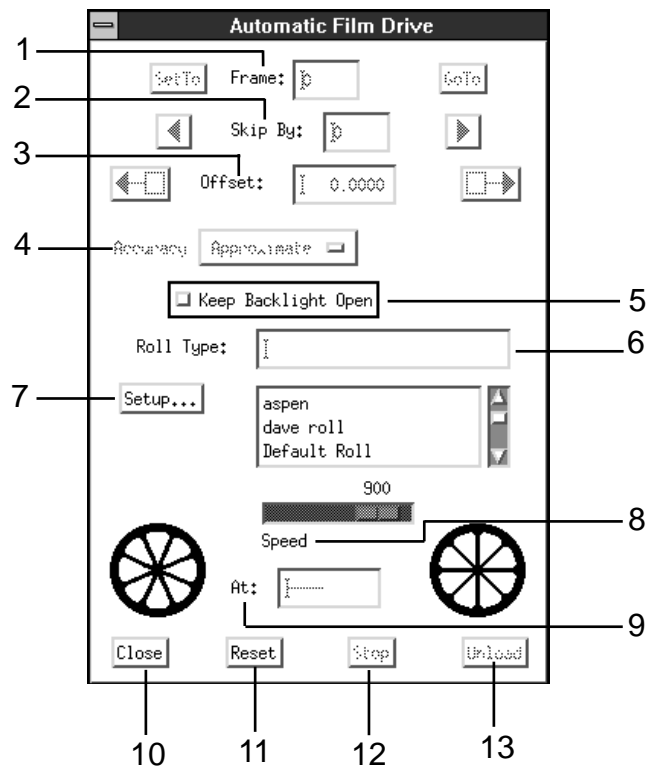 Automatic Film Drive
1
SetTo Frame: 0 GoTo
2
Skip By: 0
3
Offset: 0.0000
4 Accuracy Approximate
Keep Backlight Open 5
Roll Type: 6
7 Setup...
aspen
dave roll
Default Roll
900
8
Speed
At:
9
Close Reset Stop Unload
10 11 12 13